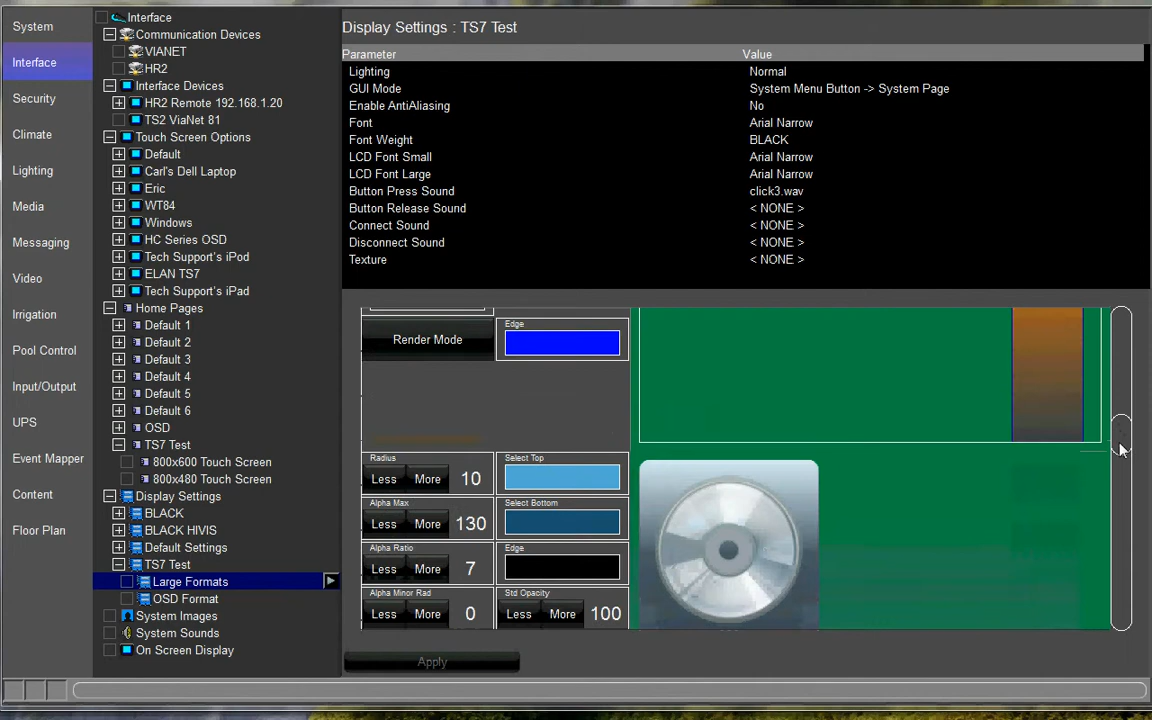 System
Interface
Security
Climate
Lighting
Media
Messaging
Video
Irrigation
Pool Control
Input/Output
UPS
Event Mapper
Content
Floor Plan
Interface
Communication Devices
VIANET
HR2
Interface Devices
HR2 Remote 192.168.1.20
TS2 ViaNet 81
Touch Screen Options
Default
Carl's Dell Laptop
Eric
WT84
Windows
HC Series OSD
Tech Support's iPod
ELAN TS7
Tech Support's iPad
Home Pages
Default 1
Default 2
Default 3
Default 4
Default 5
Default 6
OSD
TS7 Test
800x600 Touch Screen
800x480 Touch Screen
Display Settings
BLACK
BLACK HIVIS
Default Settings
TS7 Test
Large Formats
OSD Format
System Images
System Sounds
On Screen Display
Display Settings : TS7 Test
Parameter Value
Lighting Normal
GUI Mode System Menu Button -> System Page
Enable AntiAliasing No
Font Arial Narrow
Font Weight BLACK
LCD Font Small Arial Narrow
LCD Font Large Arial Narrow
Button Press Sound click3.wav
Button Release Sound < NONE >
Connect Sound < NONE >
Disconnect Sound < NONE >
Texture < NONE >
Render Mode
Edge
Radius
Less More 10
Select Top
Alpha Max
Less More 130
Select Bottom
Alpha Ratio
Less More 7
Edge
Alpha Minor Rad
Less More 0
Std Opacity
Less More 100
Apply